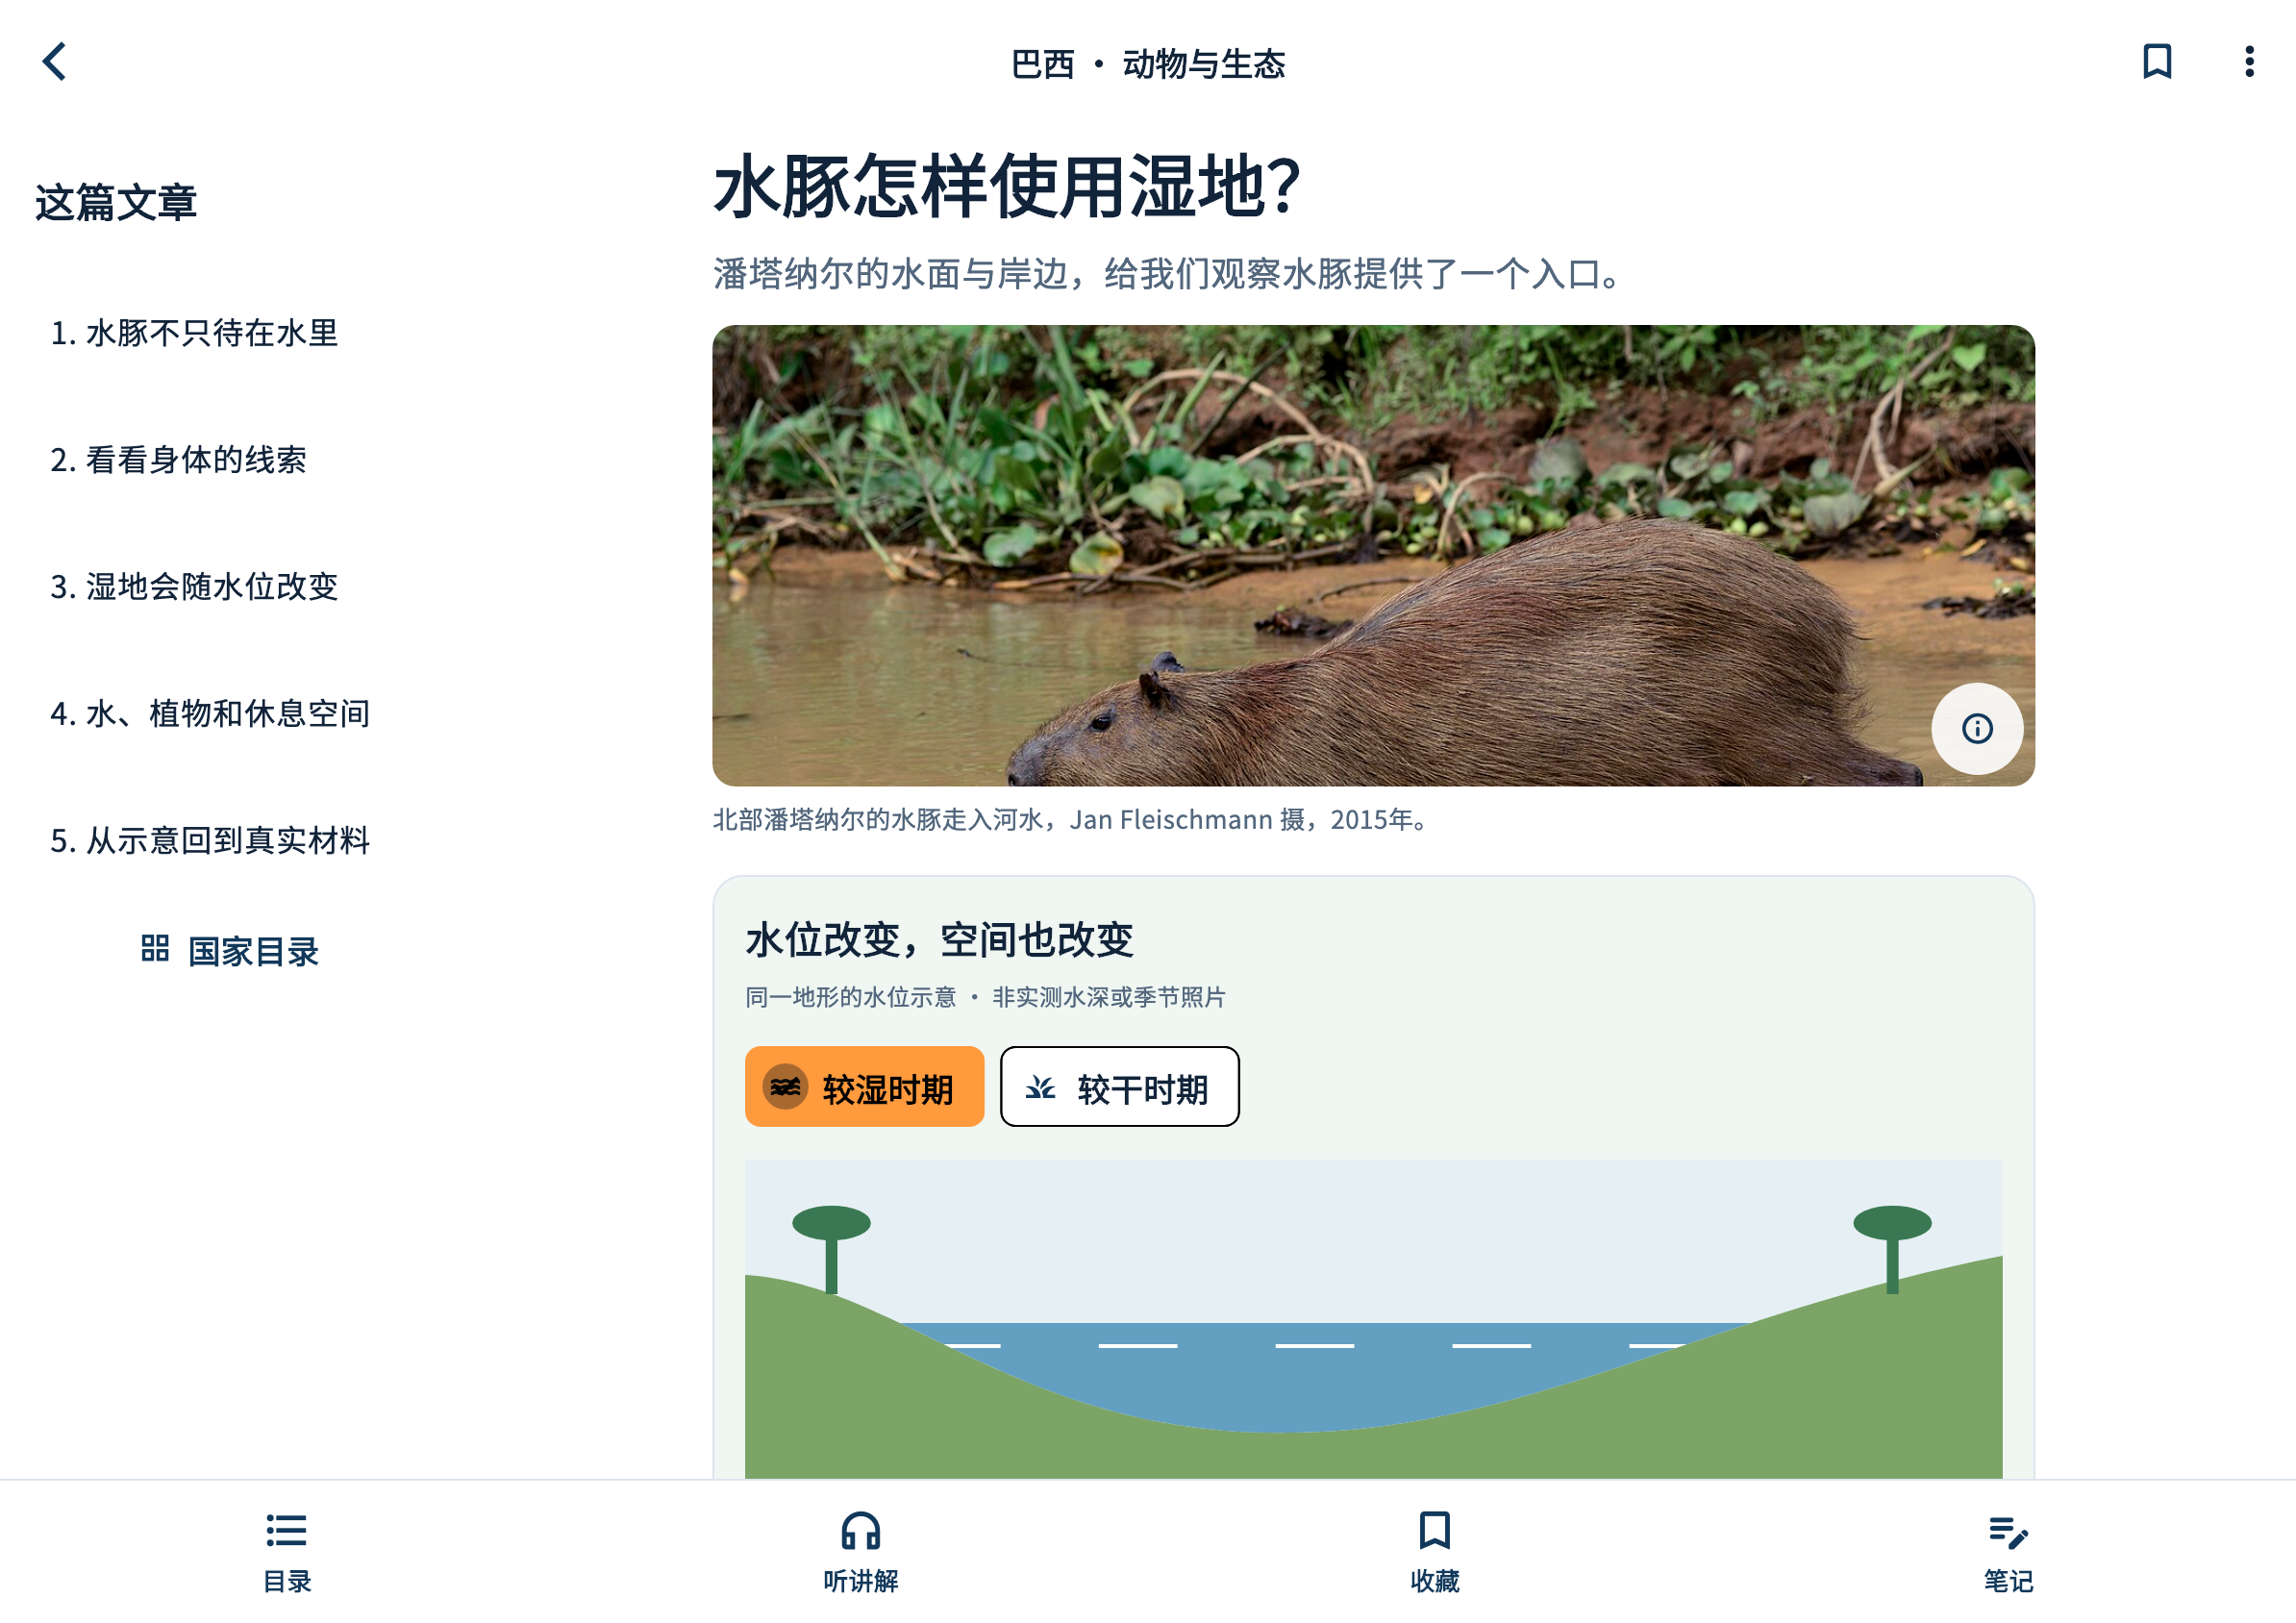 巴西 · 动物与生态
这篇文章
1. 水豚不只待在水里
2. 看看身体的线索
3. 湿地会随水位改变
4. 水、植物和休息空间
5. 从示意回到真实材料
国家目录
水豚怎样使用湿地？
潘塔纳尔的水面与岸边，给我们观察水豚提供了一个入口。
北部潘塔纳尔的水豚走入河水，Jan Fleischmann 摄，2015年。
水位改变，空间也改变
同一地形的水位示意 · 非实测水深或季节照片
较湿时期
较干时期
目录
听讲解
收藏
笔记